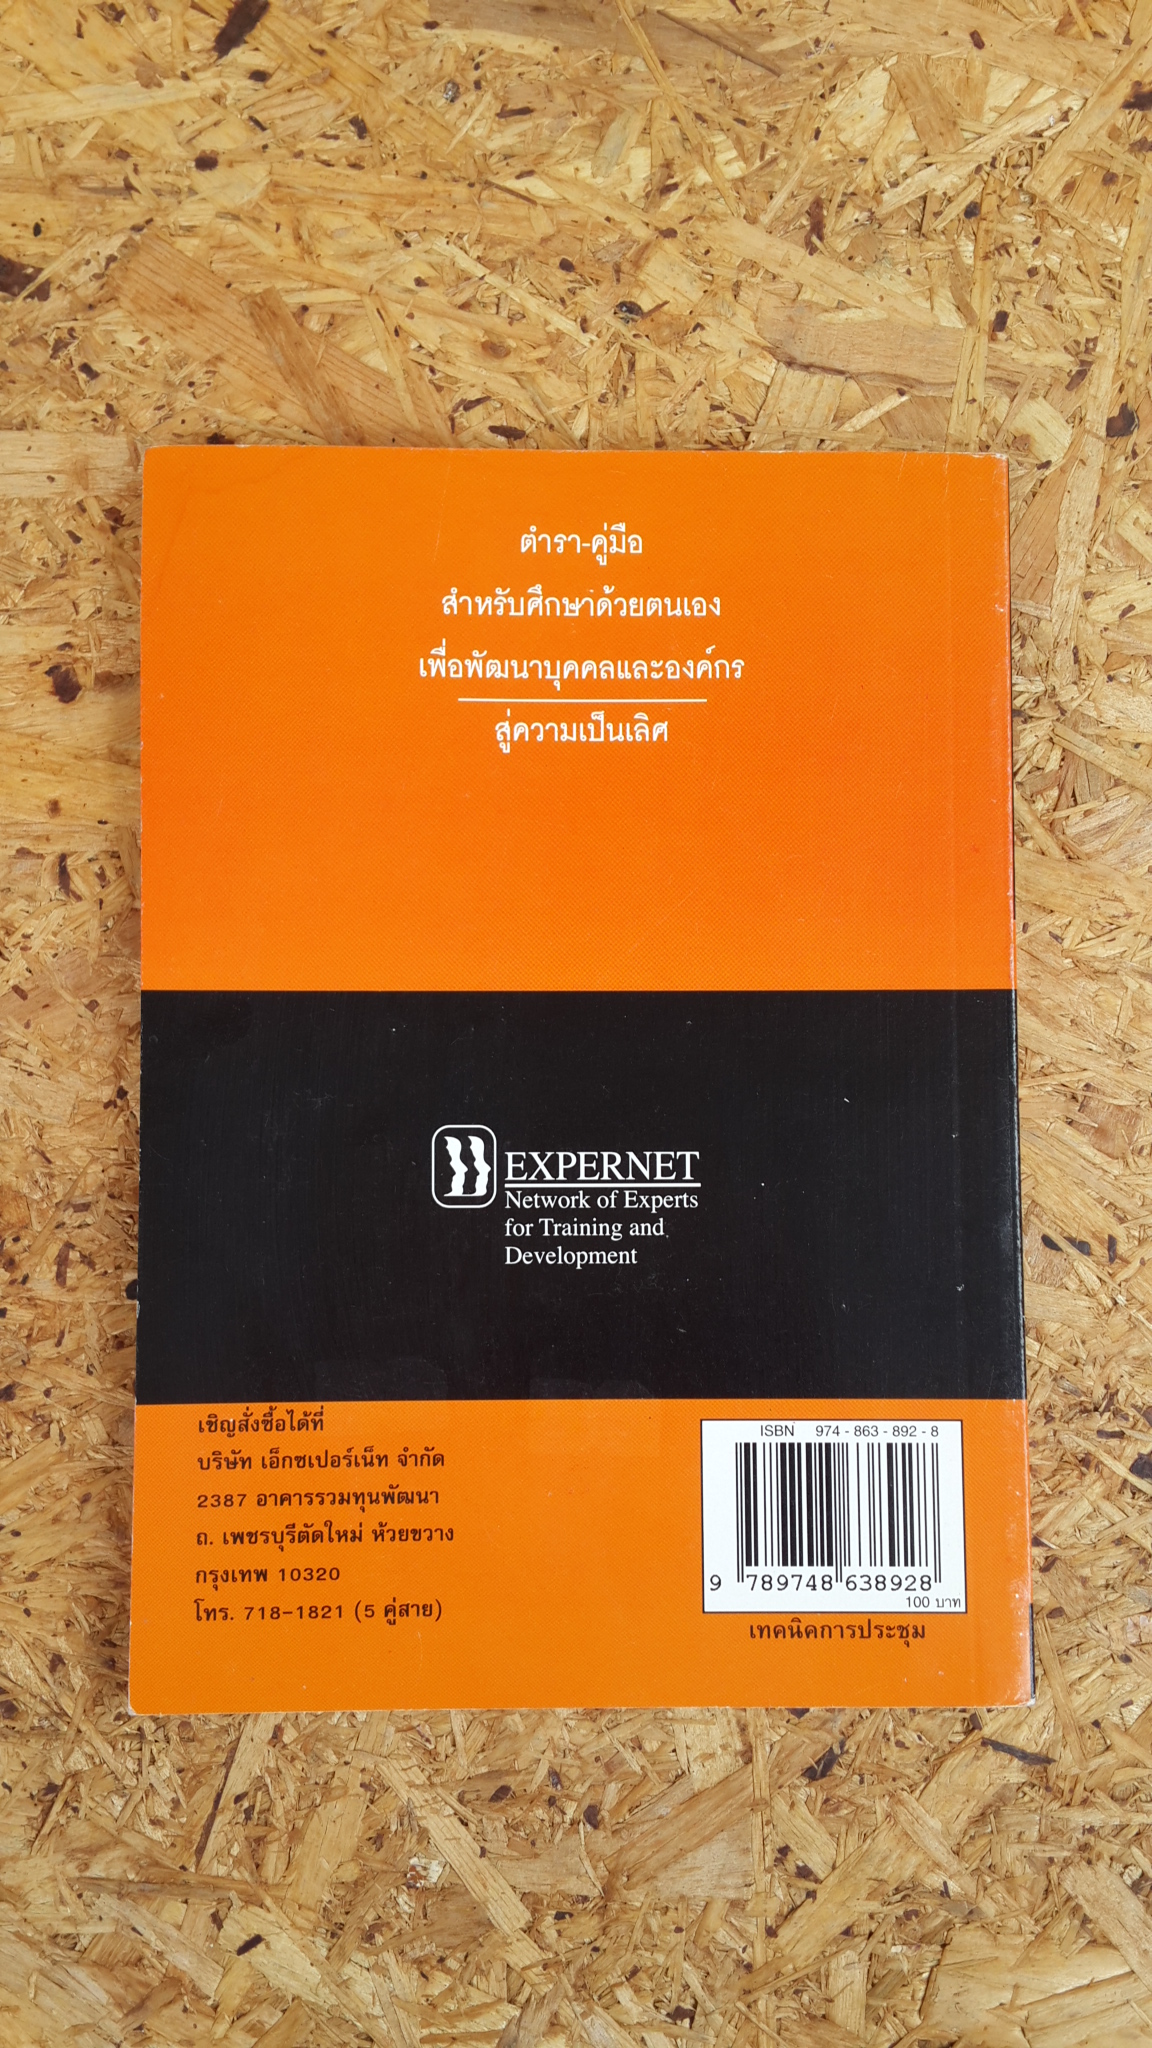 ตำรา-คู่มือ
สำหรับศึกษาด้วยตนเอง
เพื่อพัฒนาบุคคลและองค์กร
สู่ความเป็นเลิศ
EXPERNET
Network of Experts
for Training and
Development
เชิญสั่งซื้อได้ที่
บริษัท เอ็กซเปอร์เน็ท จำกัด
2387 อาคารรวมทุนพัฒนา
ถ. เพชรบุรีตัดใหม่ ห้วยขวาง
กรุงเทพ 10320
โทร. 718-1821 (5 คู่สาย)
ISBN 974-863-892-8
9 789748 638928
100 บาท
เทคนิคการประชุม